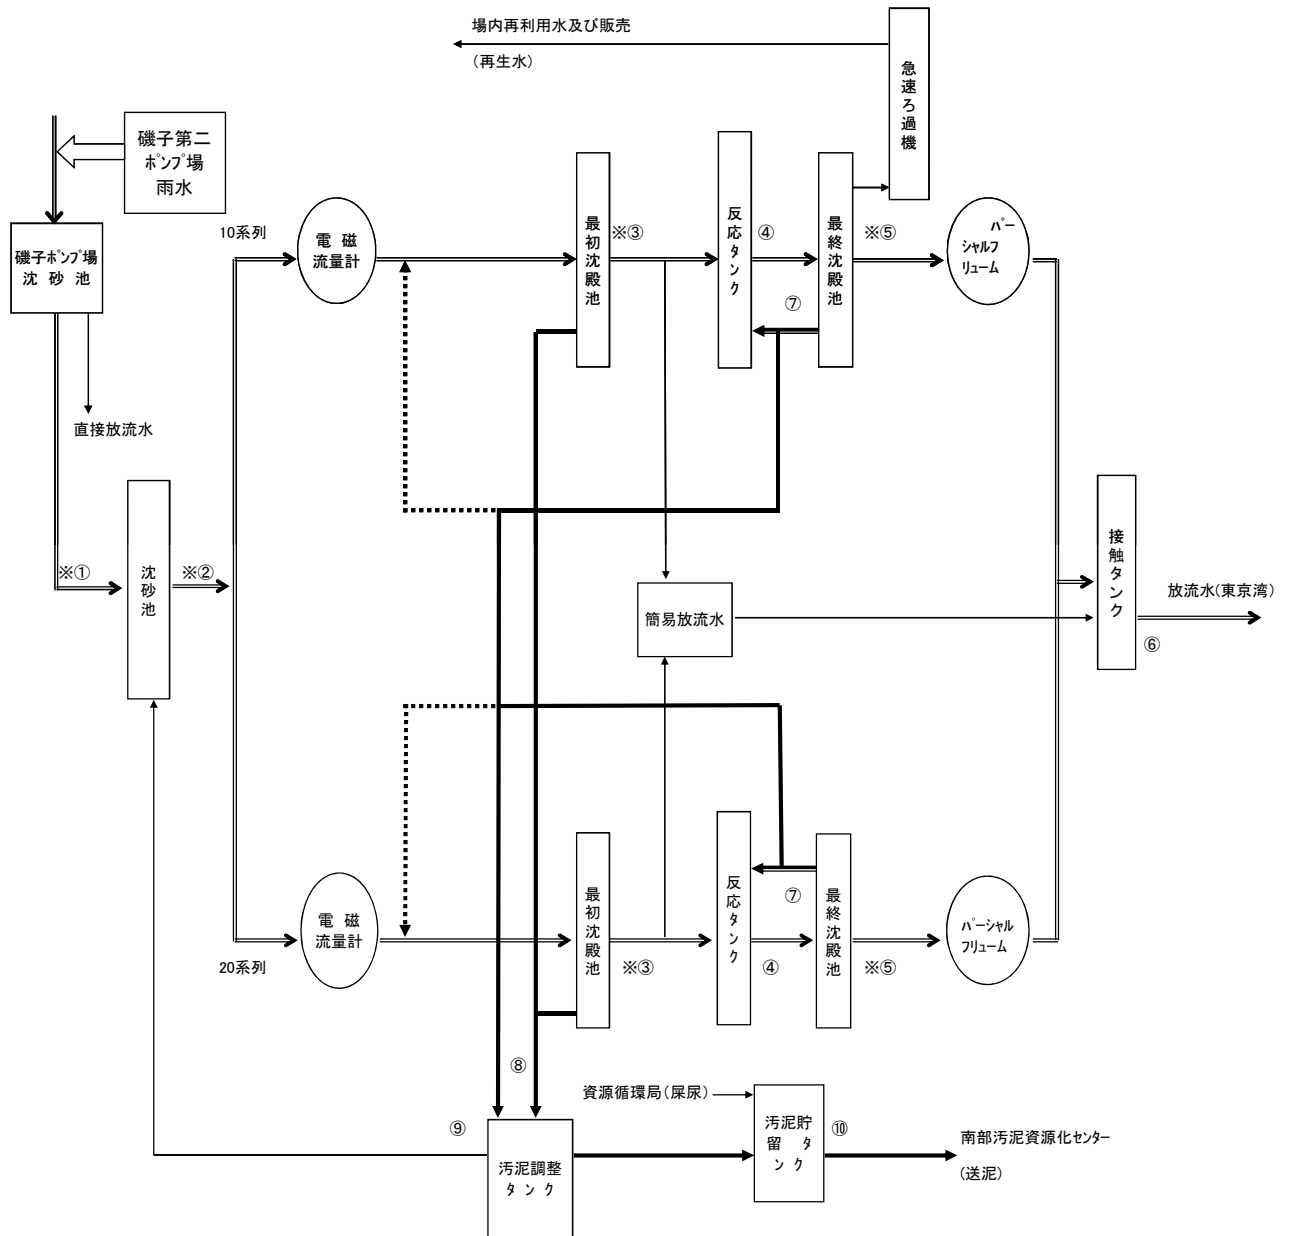 場内再利用水及び販売
(再生水)
急速ろ過機
磯子第二
ポンプ場
雨水
磯子ポンプ場
沈 砂 池
直接放流水
10系列
電 磁
流量計
最初沈殿池
※③
反応タンク
④
最終沈殿池
※⑤
⑦
パー
シャルフ
リューム
※①
沈砂池
※②
簡易放流水
接触タンク
放流水(東京湾)
⑥
20系列
電 磁
流量計
最初沈殿池
※③
反応タンク
④
⑦
最終沈殿池
※⑤
パーシャル
フリューム
⑧
⑨
汚泥調整
タ ン ク
資源循環局(屎尿)
汚泥貯
留 タ
ン ク
⑩
南部汚泥資源化センター
(送泥)